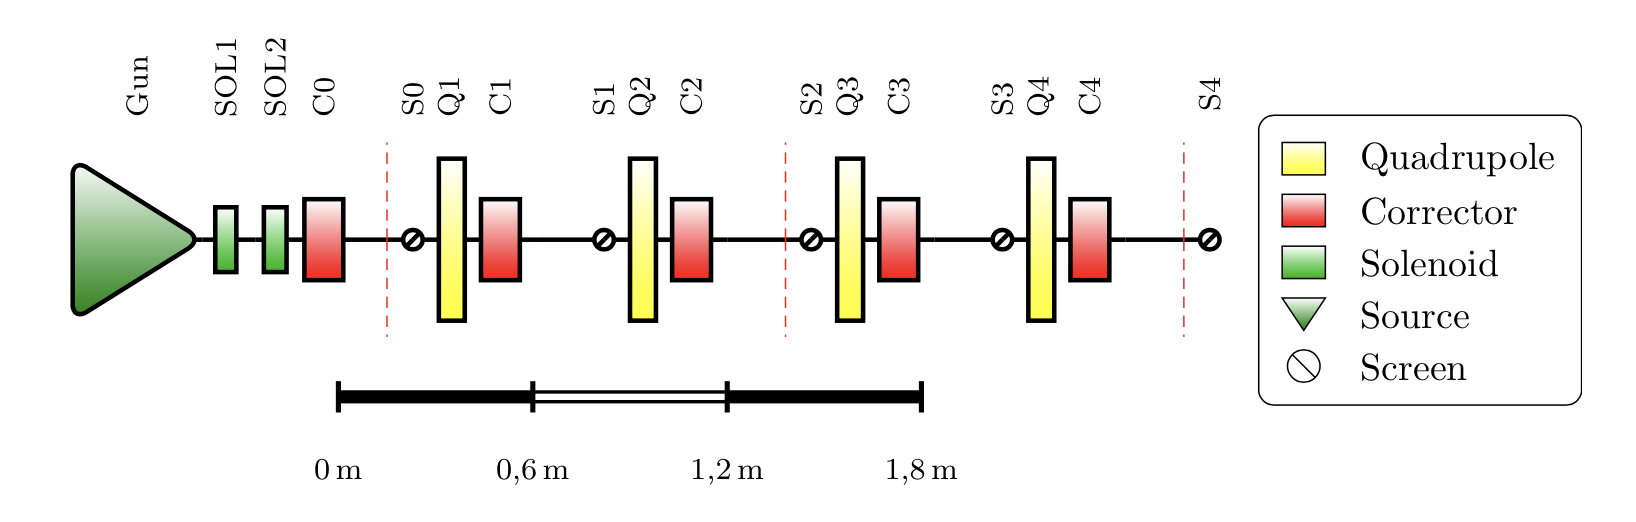 Gun
SOL1
SOL2
C0
S0
Q1
C1
S1
Q2
C2
S2
Q3
C3
S3
Q4
C4
S4
Quadrupole
Corrector
Solenoid
Source
Screen
0 m
0,6 m
1,2 m
1,8 m